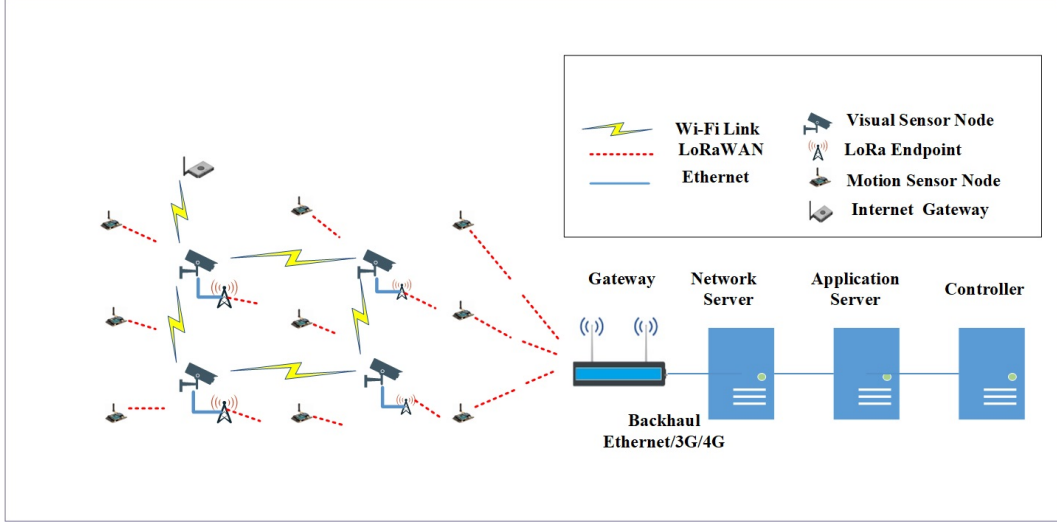 Wi-Fi Link
LoRaWAN
Ethernet
Visual Sensor Node
LoRa Endpoint
Motion Sensor Node
Internet Gateway
Gateway
Network
Server
Application
Server
Controller
Backhaul
Ethernet/3G/4G